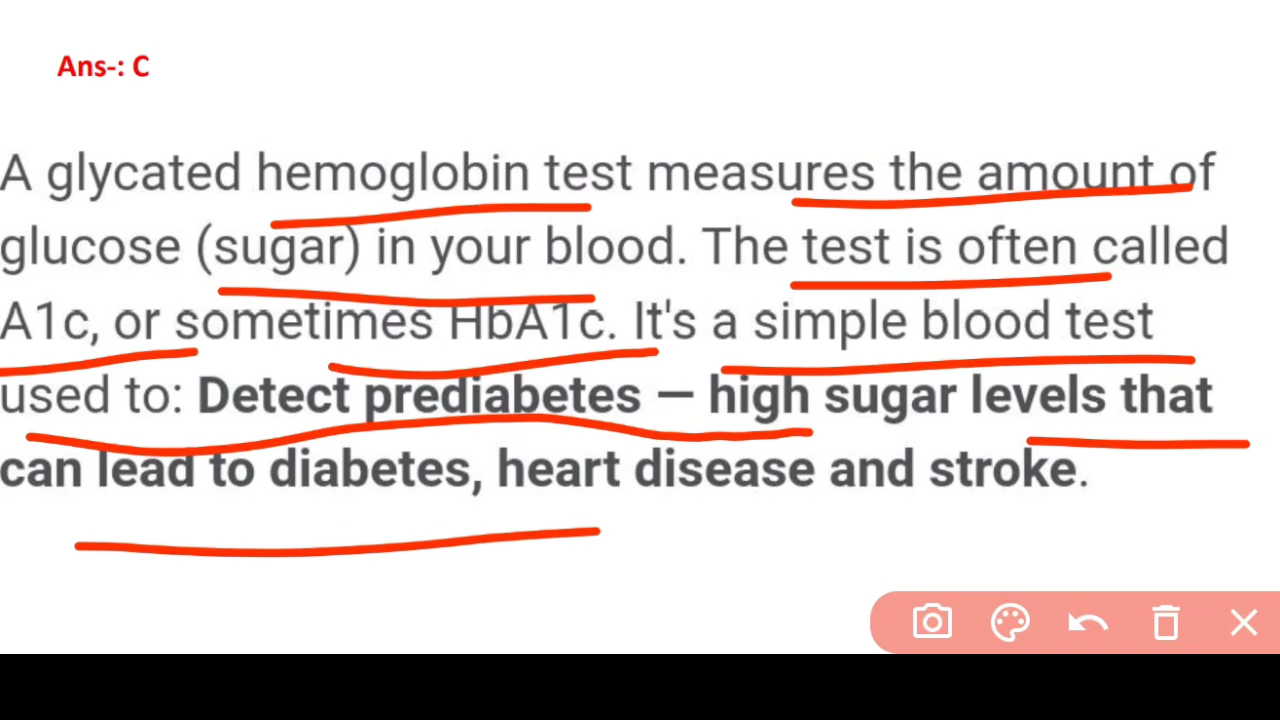 Ans-: C
A glycated hemoglobin test measures the amount of
glucose (sugar) in your blood. The test is often called
A1c, or sometimes HbA1c. It's a simple blood test
used to: Detect prediabetes — high sugar levels that
can lead to diabetes, heart disease and stroke.